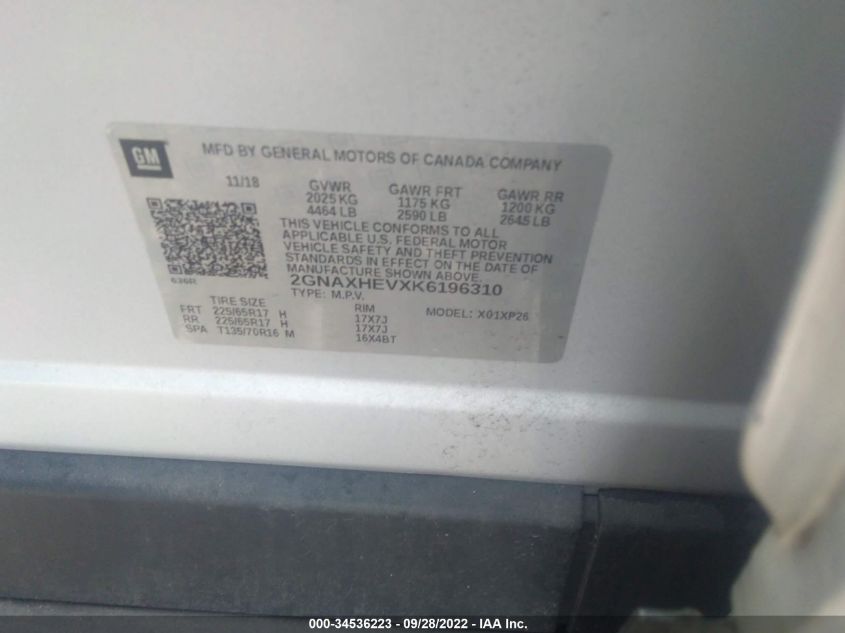 GM
MFD BY GENERAL MOTORS OF CANADA COMPANY
11/18 GVWR GAWR FRT GAWR RR
2025 KG 1175 KG 1200 KG
4464 LB 2590 LB 2645 LB
THIS VEHICLE CONFORMS TO ALL
APPLICABLE U.S. FEDERAL MOTOR
VEHICLE SAFETY AND THEFT PREVENTION
STANDARDS IN EFFECT ON THE DATE OF
MANUFACTURE SHOWN ABOVE.
636R 2GNAXHEVXK6196310
TYPE: M.P.V.
TIRE SIZE RIM MODEL: X01XP26
FRT 225/65R17 H 17X7J
RR 225/65R17 H 17X7J
SPA T135/70R16 M 16X4BT
000-34536223 - 09/28/2022 - IAA Inc.